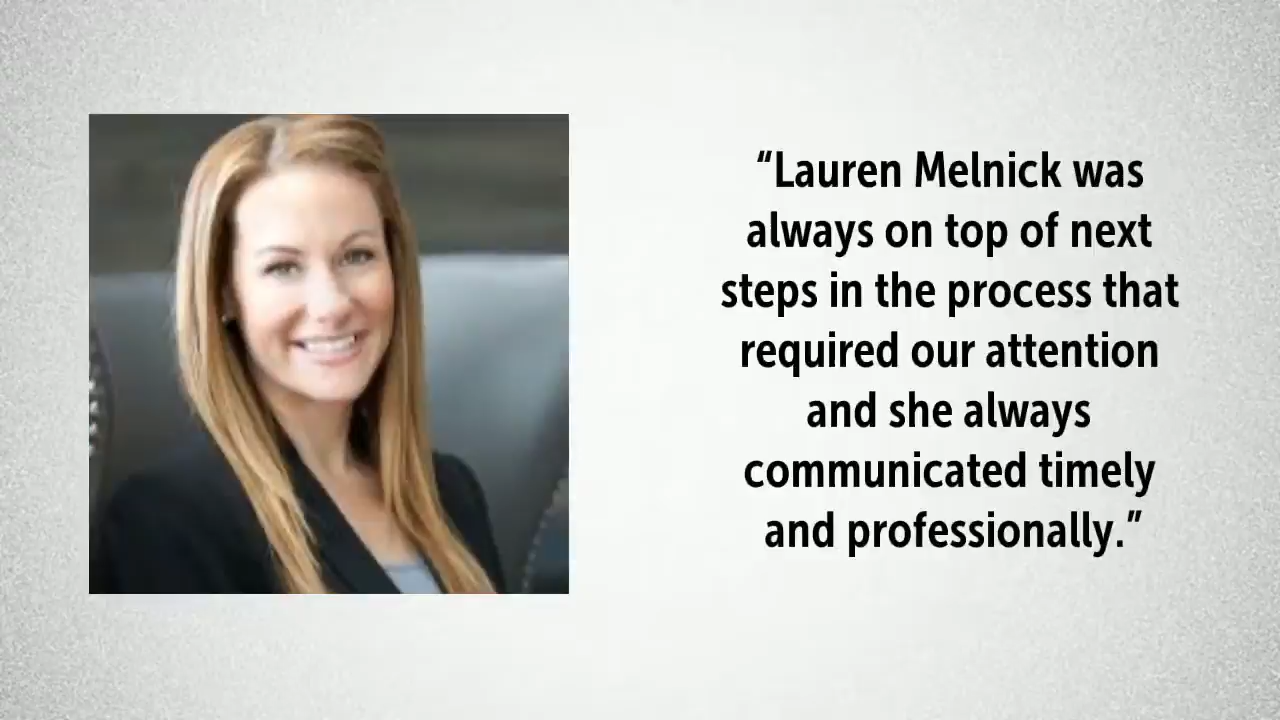 “Lauren Melnick was
always on top of next
steps in the process that
required our attention
and she always
communicated timely
and professionally.”